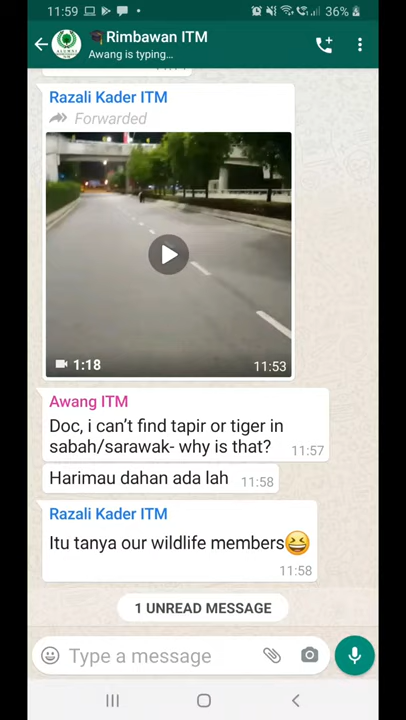 11:59
36%
🎓Rimbawan ITM
Awang is typing...
Razali Kader ITM
Forwarded
1:18
11:53
Awang ITM
Doc, i can't find tapir or tiger in
sabah/sarawak- why is that?
11:57
Harimau dahan ada lah
11:58
Razali Kader ITM
Itu tanya our wildlife members😆
11:58
1 UNREAD MESSAGE
Type a message